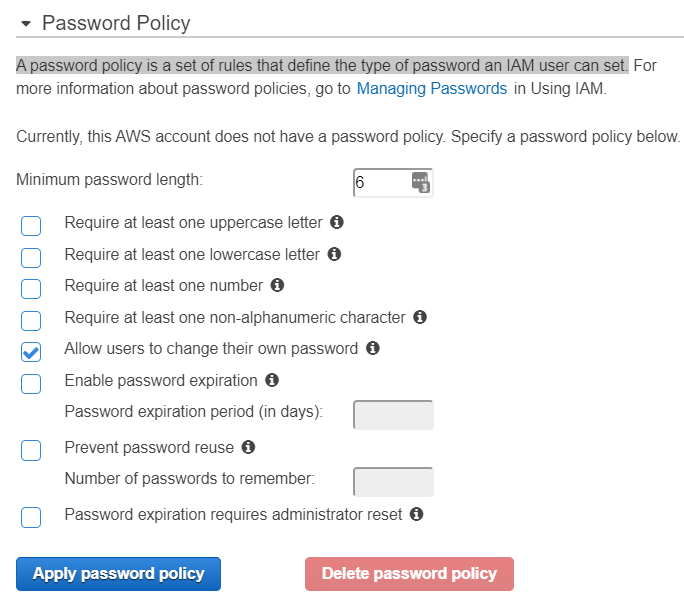 Password Policy
A password policy is a set of rules that define the type of password an IAM user can set. For
more information about password policies, go to Managing Passwords in Using IAM.
Currently, this AWS account does not have a password policy. Specify a password policy below.
Minimum password length: 6
Require at least one uppercase letter
Require at least one lowercase letter
Require at least one number
Require at least one non-alphanumeric character
Allow users to change their own password
Enable password expiration
Password expiration period (in days):
Prevent password reuse
Number of passwords to remember:
Password expiration requires administrator reset
Apply password policy Delete password policy